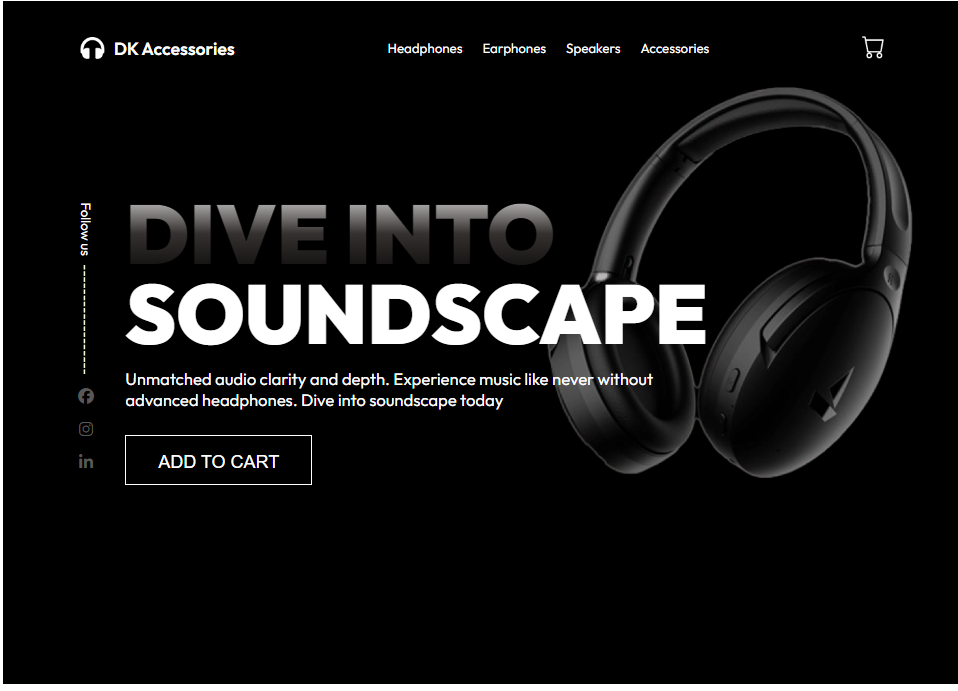 DK Accessories
Headphones Earphones Speakers Accessories
Follow us
DIVE INTO
SOUNDSCAPE
Unmatched audio clarity and depth. Experience music like never without
advanced headphones. Dive into soundscape today
ADD TO CART